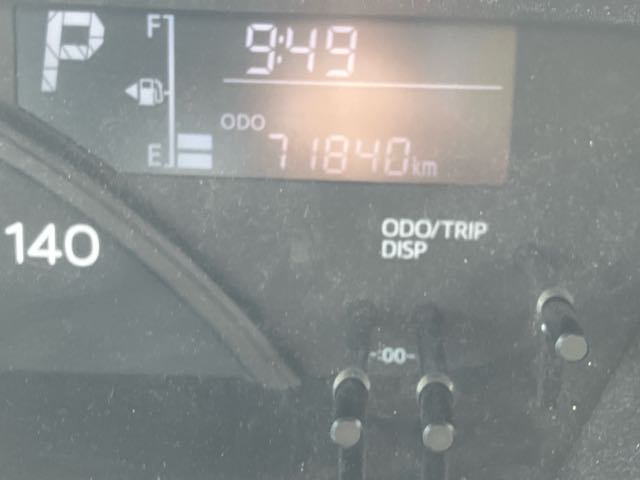 P
F
9:49
ODO
E
71840km
140
ODO/TRIP
DISP
-:00-